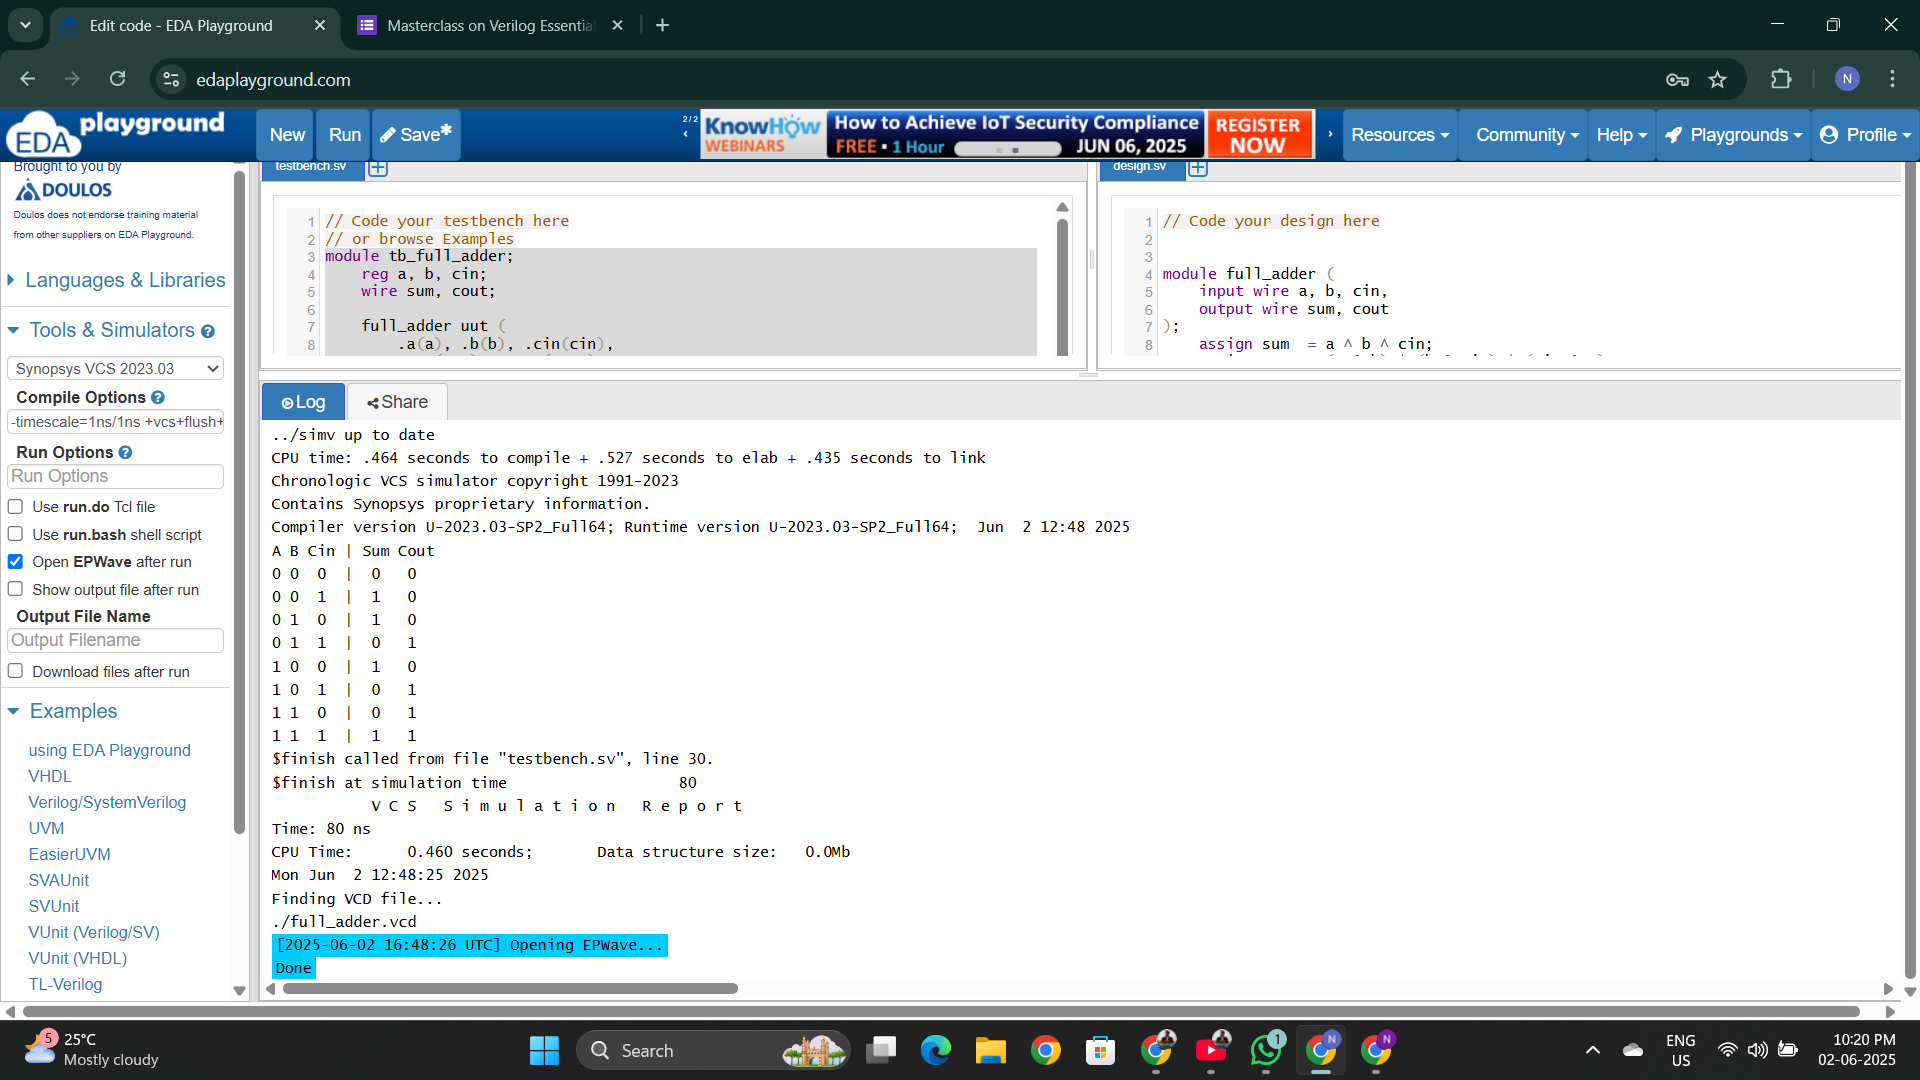 Edit code - EDA Playground
Masterclass on Verilog Essentia
edaplayground.com
N
EDA playground
New
Run
Save*
2/2
KnowHow WEBINARS
How to Achieve IoT Security Compliance
FREE • 1 Hour
JUN 06, 2025
REGISTER NOW
Resources
Community
Help
Playgrounds
Profile
Brought to you by
DOULOS
Doulos does not endorse training material
from other suppliers on EDA Playground.
Languages & Libraries
Tools & Simulators
Synopsys VCS 2023.03
Compile Options
-timescale=1ns/1ns +vcs+flush+
Run Options
Run Options
Use run.do Tcl file
Use run.bash shell script
Open EPWave after run
Show output file after run
Output File Name
Output Filename
Download files after run
Examples
using EDA Playground
VHDL
Verilog/SystemVerilog
UVM
EasierUVM
SVAUnit
SVUnit
VUnit (Verilog/SV)
VUnit (VHDL)
TL-Verilog
testbench.sv
1 // Code your testbench here
2 // or browse Examples
3 module tb_full_adder;
4 reg a, b, cin;
5 wire sum, cout;
6
7 full_adder uut (
8 .a(a), .b(b), .cin(cin),
design.sv
1 // Code your design here
2
3
4 module full_adder (
5 input wire a, b, cin,
6 output wire sum, cout
7 );
8 assign sum = a ^ b ^ cin;
Log
Share
../simv up to date
CPU time: .464 seconds to compile + .527 seconds to elab + .435 seconds to link
Chronologic VCS simulator copyright 1991-2023
Contains Synopsys proprietary information.
Compiler version U-2023.03-SP2_Full64; Runtime version U-2023.03-SP2_Full64; Jun 2 12:48 2025
A B Cin | Sum Cout
0 0 0 | 0 0
0 0 1 | 1 0
0 1 0 | 1 0
0 1 1 | 0 1
1 0 0 | 1 0
1 0 1 | 0 1
1 1 0 | 0 1
1 1 1 | 1 1
$finish called from file "testbench.sv", line 30.
$finish at simulation time 80
V C S S i m u l a t i o n R e p o r t
Time: 80 ns
CPU Time: 0.460 seconds; Data structure size: 0.0Mb
Mon Jun 2 12:48:25 2025
Finding VCD file...
./full_adder.vcd
[2025-06-02 16:48:26 UTC] Opening EPWave...
Done
5
25°C
Mostly cloudy
Search
N
N
1
ENG
US
10:20 PM
02-06-2025